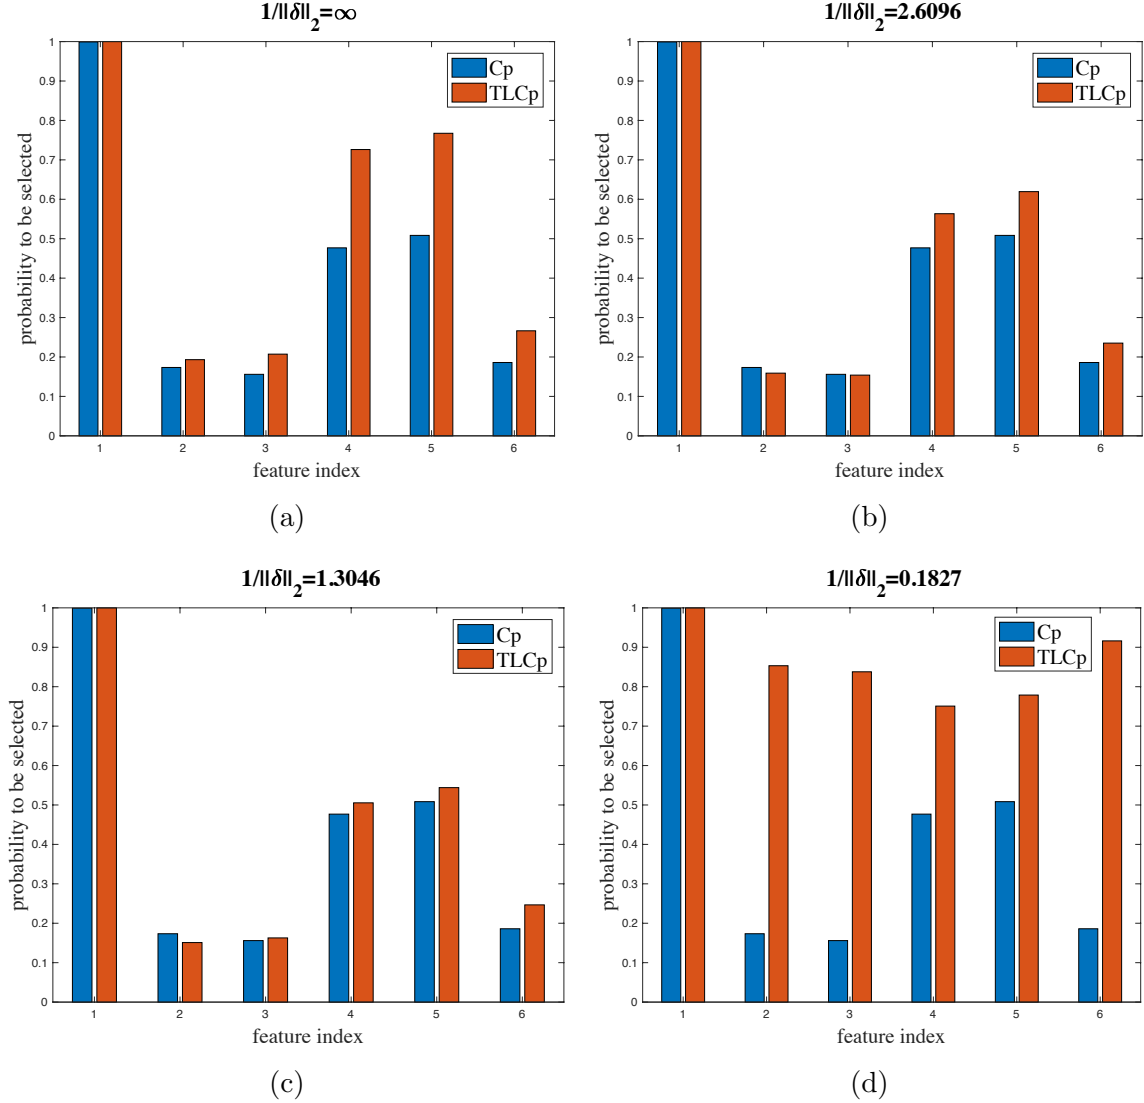 1/||δ||2=∞
Cp
TLCp
1
0.9
0.8
0.7
0.6
0.5
0.4
0.3
0.2
0.1
0
probability to be selected
1 2 3 4 5 6
feature index
(a)
1/||δ||2=2.6096
Cp
TLCp
1
0.9
0.8
0.7
0.6
0.5
0.4
0.3
0.2
0.1
0
probability to be selected
1 2 3 4 5 6
feature index
(b)
1/||δ||2=1.3046
Cp
TLCp
1
0.9
0.8
0.7
0.6
0.5
0.4
0.3
0.2
0.1
0
probability to be selected
1 2 3 4 5 6
feature index
(c)
1/||δ||2=0.1827
Cp
TLCp
1
0.9
0.8
0.7
0.6
0.5
0.4
0.3
0.2
0.1
0
probability to be selected
1 2 3 4 5 6
feature index
(d)